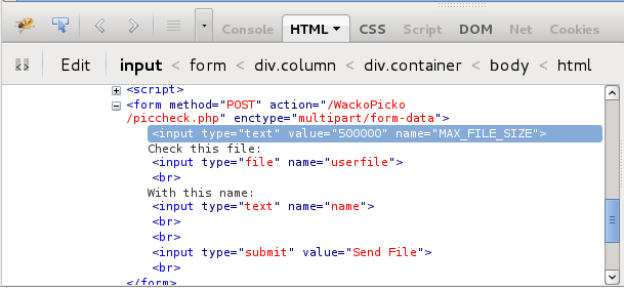 Console HTML CSS Script DOM Net Cookies
Edit input < form < div.column < div.container < body < html
<script>
<form method="POST" action="/WackoPicko
/piccheck.php" enctype="multipart/form-data">
<input type="text" value="500000" name="MAX_FILE_SIZE">
Check this file:
<input type="file" name="userfile">
<br>
With this name:
<input type="text" name="name">
<br>
<br>
<input type="submit" value="Send File">
<br>
</form>